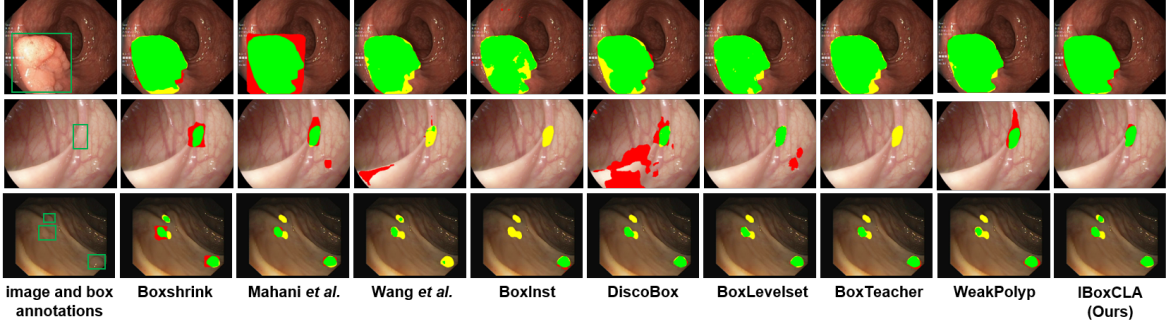 image and box annotations
Boxshrink
Mahani et al.
Wang et al.
BoxInst
DiscoBox
BoxLevelset
BoxTeacher
WeakPolyp
IBoxCLA
(Ours)